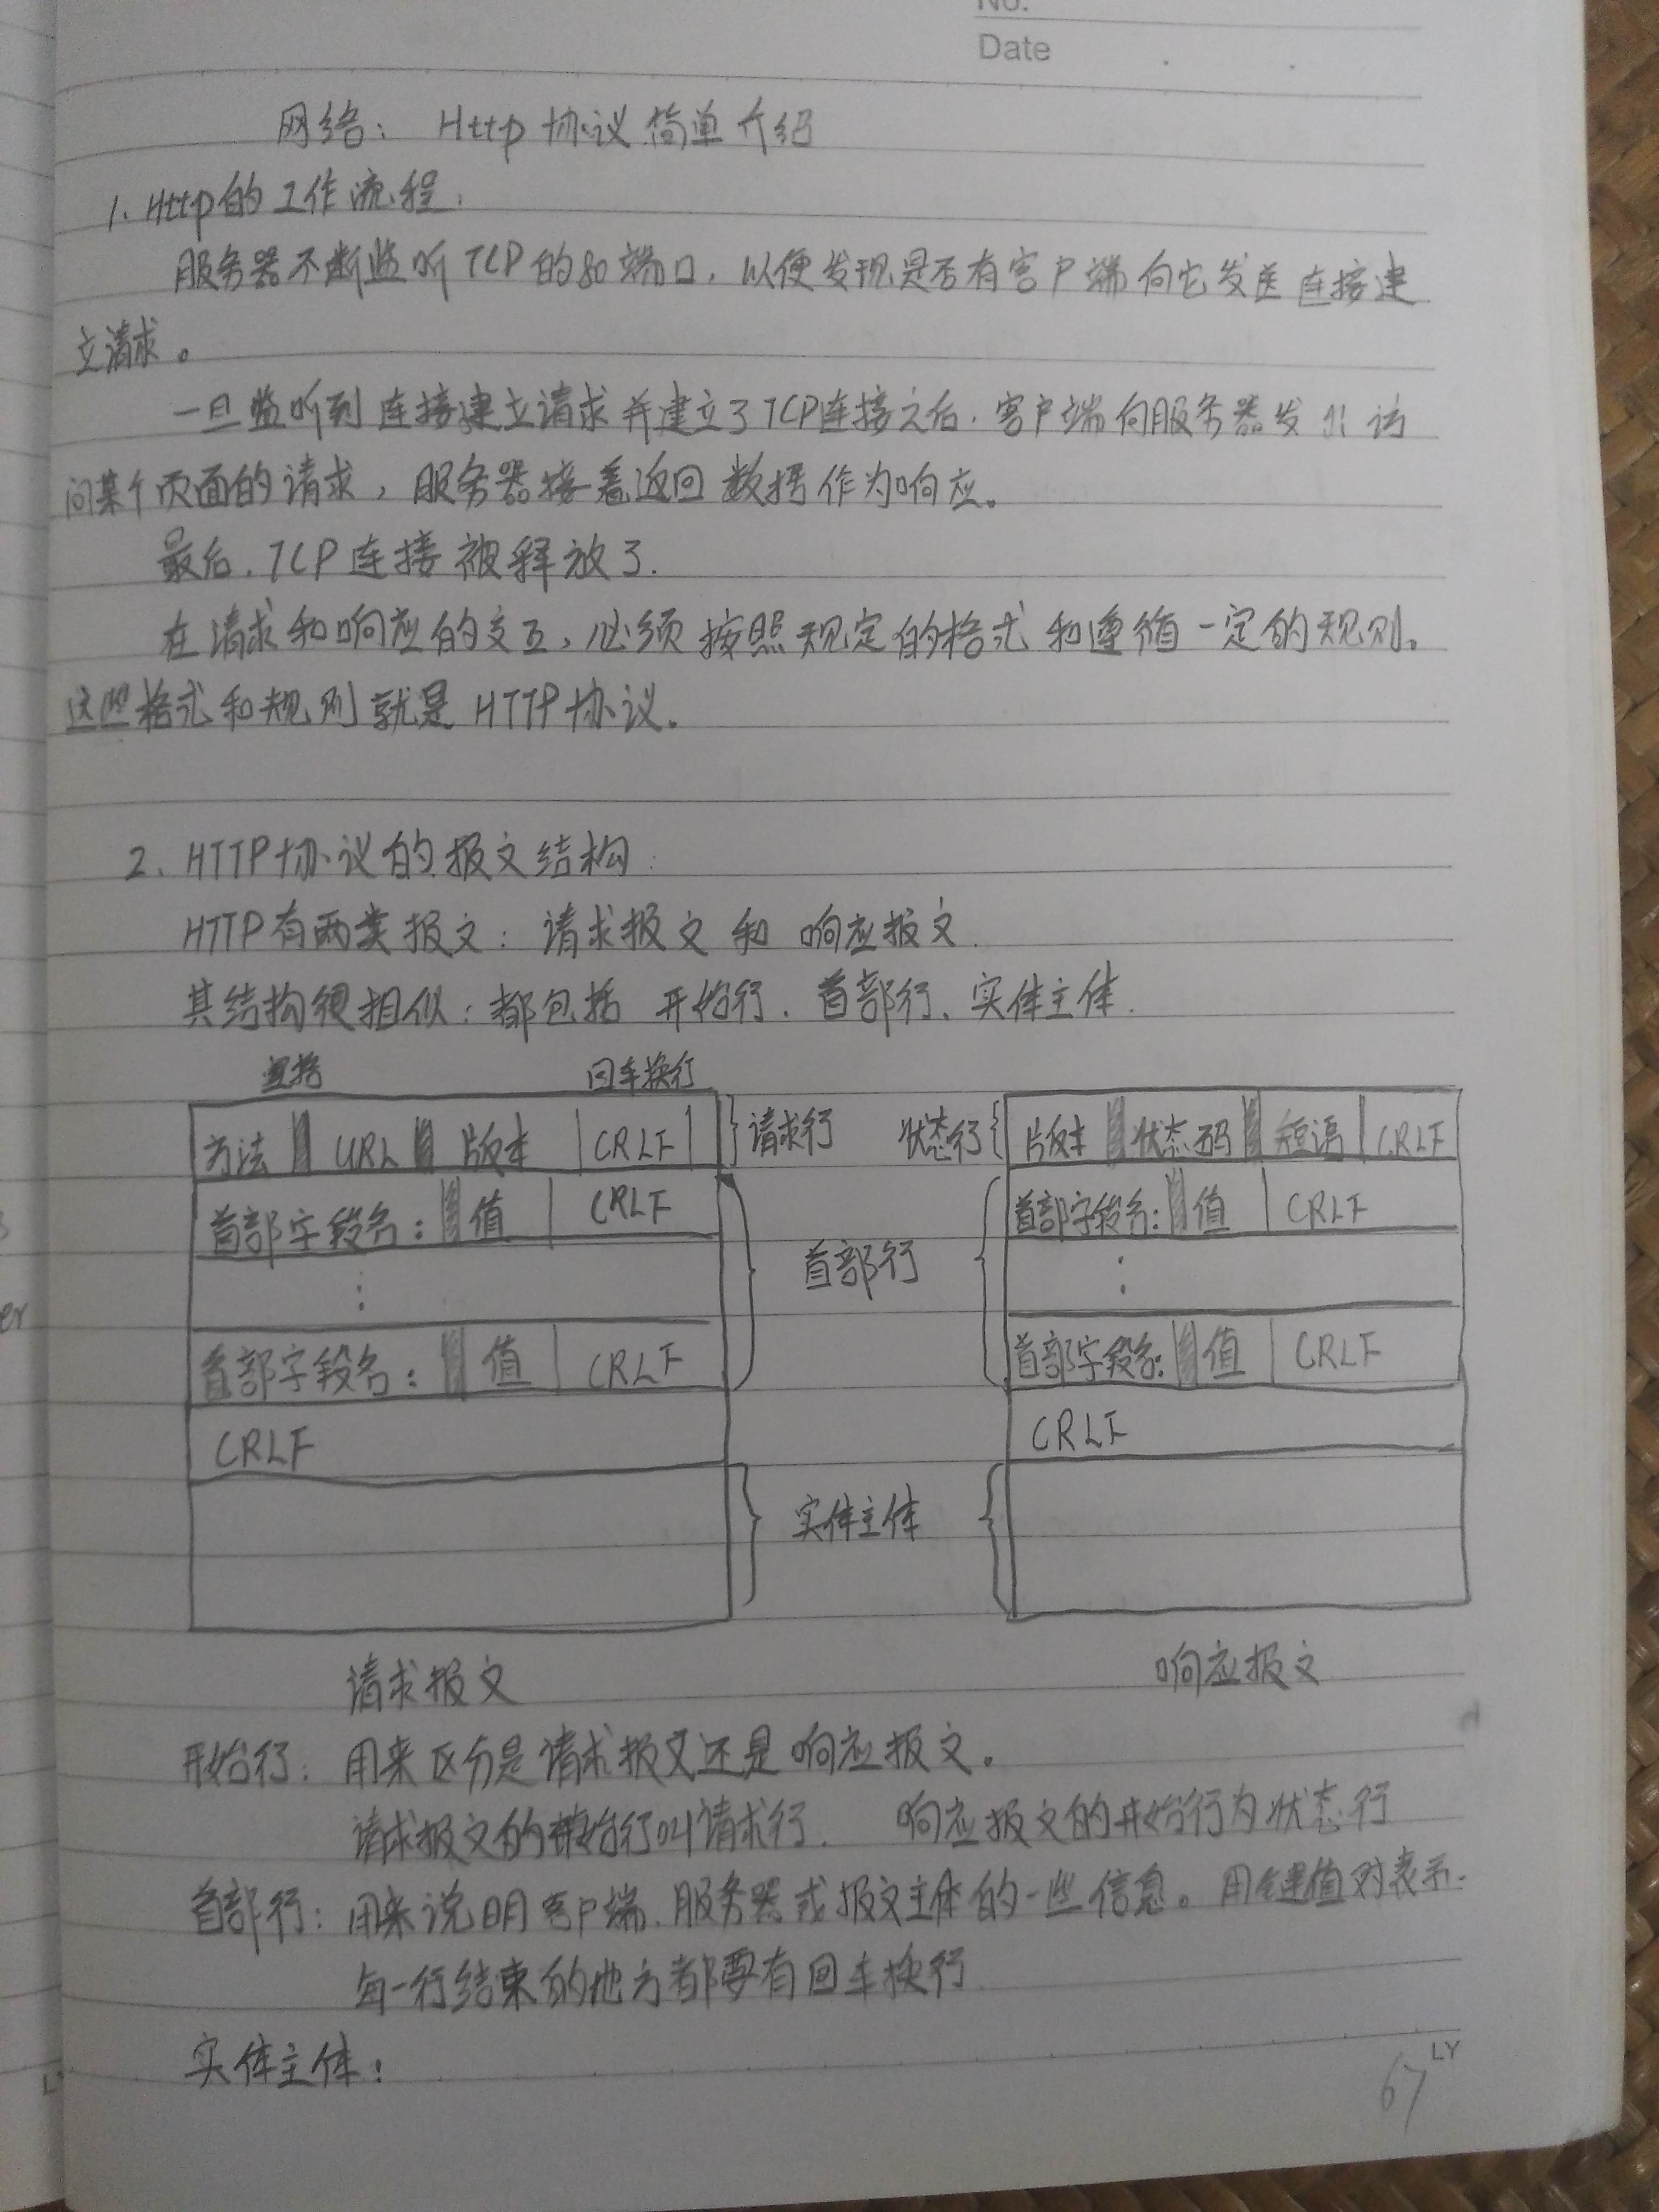 No.
Date
网络: Http协议简单介绍
1. Http的工作流程.
服务器不断监听TCP的80端口,以便发现是否有客户端向它发送连接建
立请求。
一旦监听到连接建立请求并建立了TCP连接之后.客户端向服务器发出访
问某个页面的请求,服务器接着返回数据作为响应。
最后.TCP连接被释放了.
在请求和响应的交互,必须按照规定的格式和遵循一定的规则。
这些格式和规则就是HTTP协议。
2. HTTP协议的报文结构:
HTTP有两类报文: 请求报文 和 响应报文.
其结构很相似:都包括 开始行. 首部行、实体主体.
空格 回车换行
方法 URL 版本 CRLF 请求行 状态行 版本 状态码 短语 CRLF
首部字段名: 值 CRLF 首部字段名: 值 CRLF
⋮ 首部行 ⋮
首部字段名: 值 CRLF 首部字段名: 值 CRLF
CRLF CRLF
实体主体
请求报文 响应报文
开始行: 用来区分是请求报文还是响应报文。
请求报文的开始行叫请求行. 响应报文的开始行为状态行
首部行: 用来说明客户端.服务器或报文主体的一些信息。用键值对表示.
每一行结束的地方都要有回车换行
实体主体:
LY
67
er